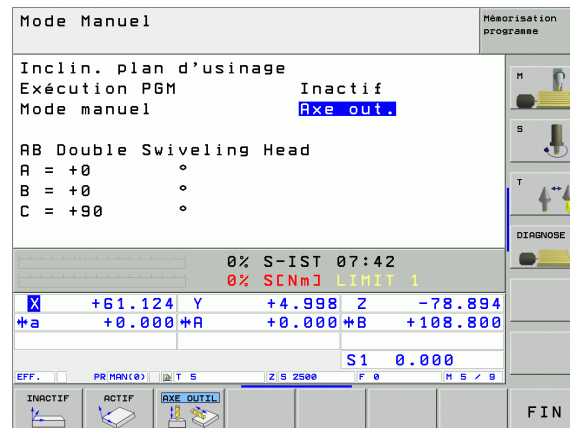 Mode Manuel
Mémorisation
programme
Inclin. plan d'usinage
Exécution PGM Inactif
Mode manuel Axe out.
AB Double Swiveling Head
A = +0 °
B = +0 °
C = +90 °
M
S
T
DIAGNOSE
0% S-IST 07:42
0% S[Nm] LIMIT 1
X +61.124 Y +4.998 Z -78.894
a +0.000 A +0.000 B +108.800
S1 0.000
EFF. PR MAN(0) T 5 Z S 2500 F 0 M 5 / 9
INACTIF ACTIF AXE OUTIL FIN